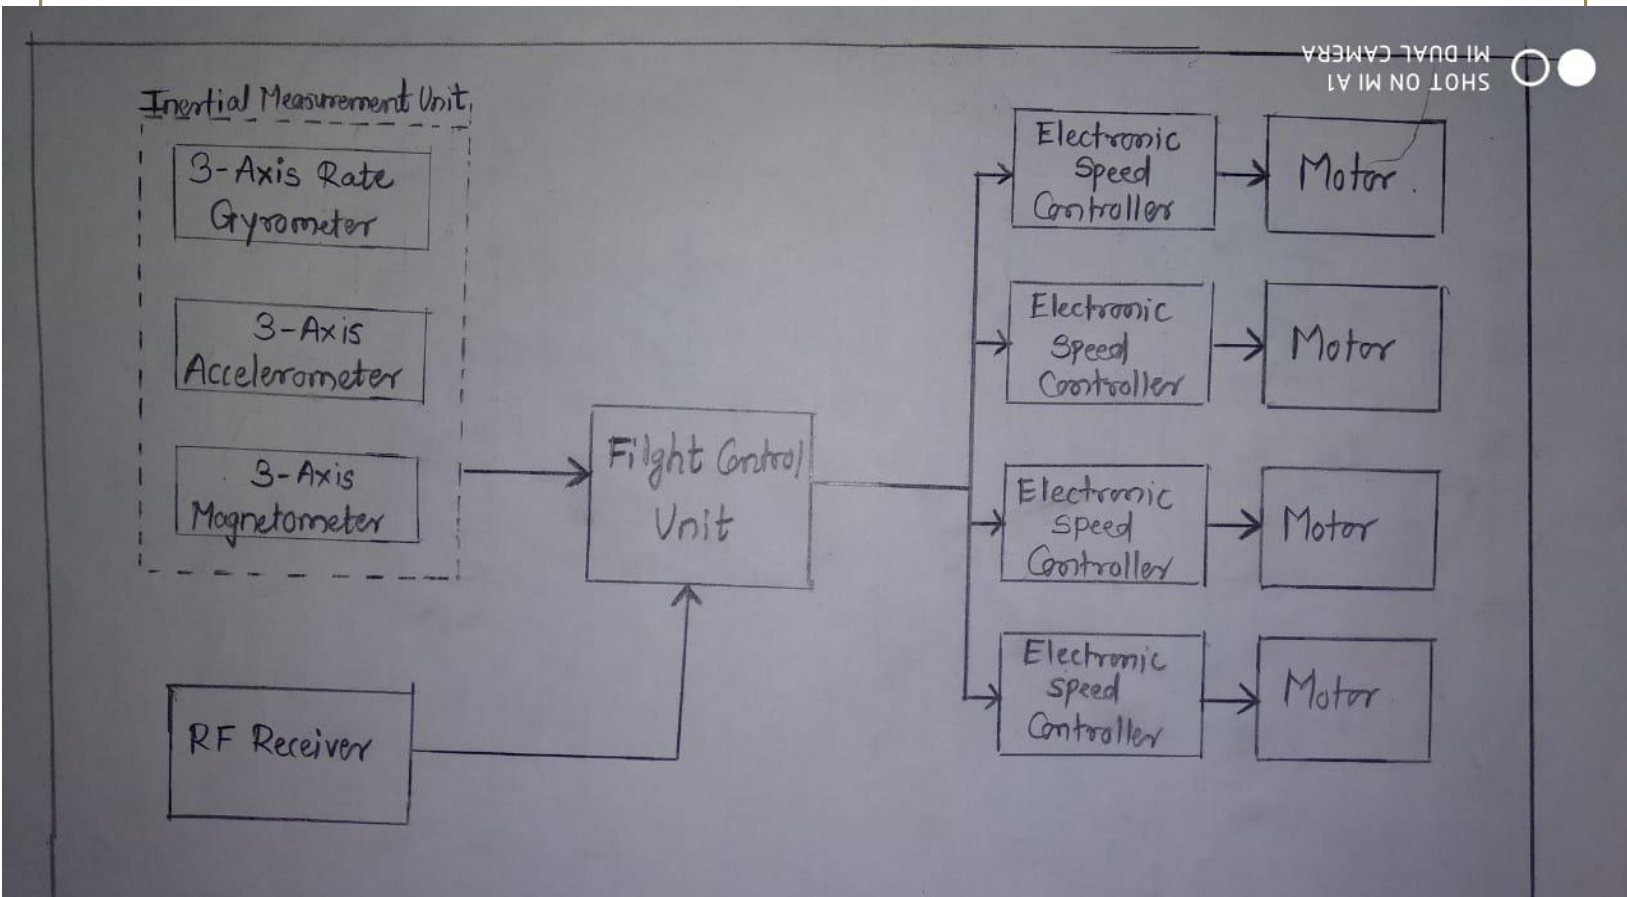 Inertial Measurement Unit.
3-Axis Rate
Gyrometer
3-Axis
Accelerometer
3-Axis
Magnetometer
RF Receiver
Filght Control
Unit
Electronic
Speed
Controller
Motor.
Electronic
Speed
Controller
Motor
Electronic
Speed
Controller
Motor
Electronic
Speed
Controller
Motor
SHOT ON MI A1
MI DUAL CAMERA